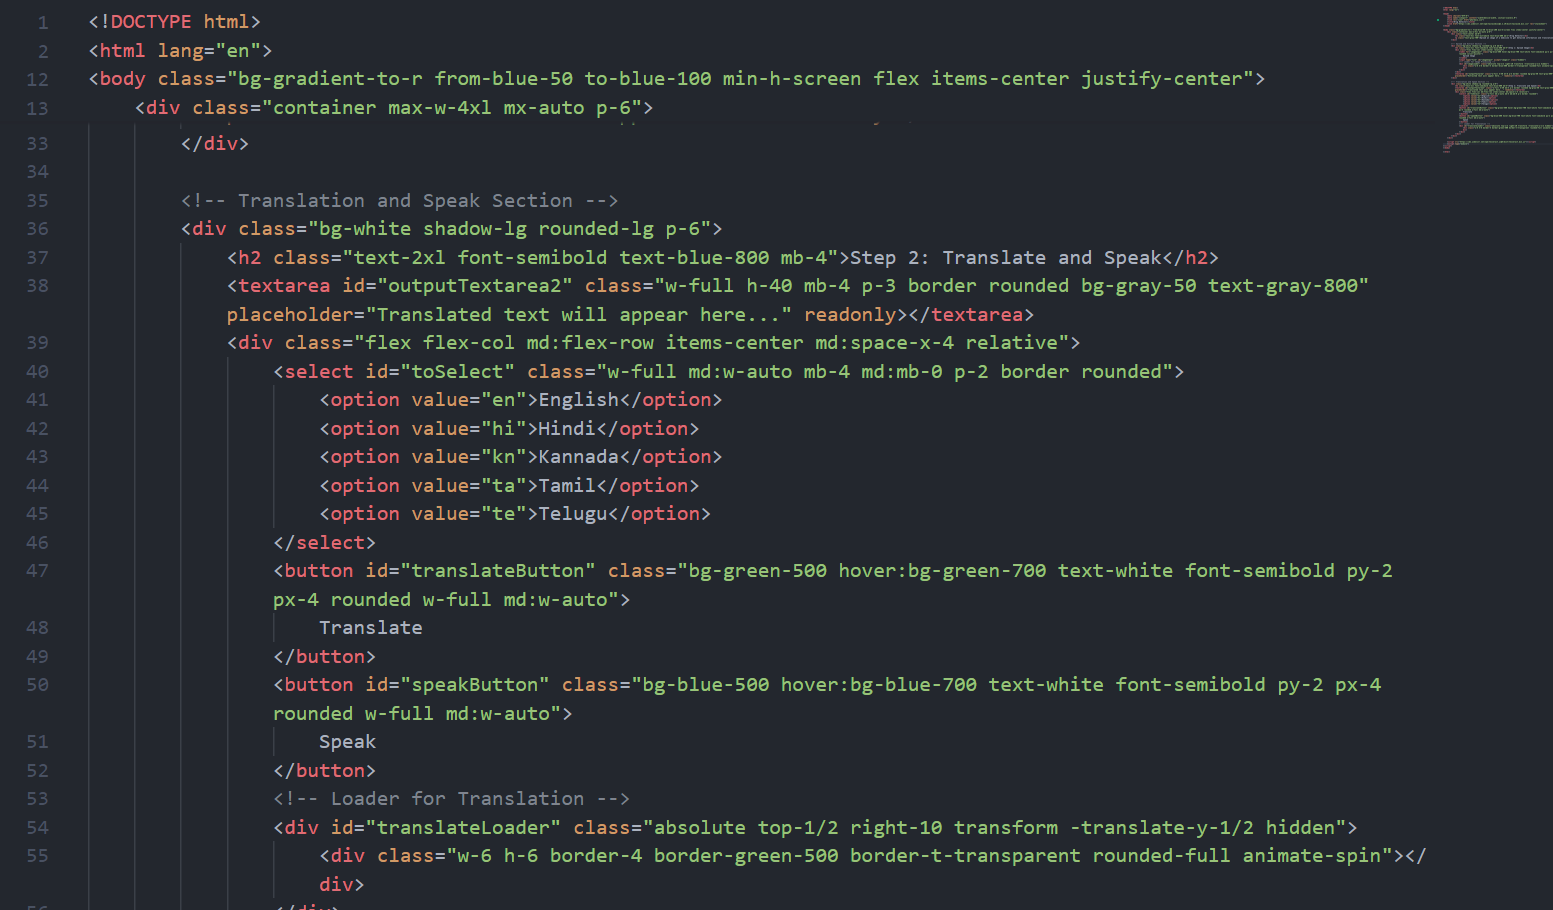 1 <!DOCTYPE html>
2 <html lang="en">
12 <body class="bg-gradient-to-r from-blue-50 to-blue-100 min-h-screen flex items-center justify-center">
13 <div class="container max-w-4xl mx-auto p-6">
33 </div>
34
35 <!-- Translation and Speak Section -->
36 <div class="bg-white shadow-lg rounded-lg p-6">
37 <h2 class="text-2xl font-semibold text-blue-800 mb-4">Step 2: Translate and Speak</h2>
38 <textarea id="outputTextarea2" class="w-full h-40 mb-4 p-3 border rounded bg-gray-50 text-gray-800"
placeholder="Translated text will appear here..." readonly></textarea>
39 <div class="flex flex-col md:flex-row items-center md:space-x-4 relative">
40 <select id="toSelect" class="w-full md:w-auto mb-4 md:mb-0 p-2 border rounded">
41 <option value="en">English</option>
42 <option value="hi">Hindi</option>
43 <option value="kn">Kannada</option>
44 <option value="ta">Tamil</option>
45 <option value="te">Telugu</option>
46 </select>
47 <button id="translateButton" class="bg-green-500 hover:bg-green-700 text-white font-semibold py-2
px-4 rounded w-full md:w-auto">
48 Translate
49 </button>
50 <button id="speakButton" class="bg-blue-500 hover:bg-blue-700 text-white font-semibold py-2 px-4
rounded w-full md:w-auto">
51 Speak
52 </button>
53 <!-- Loader for Translation -->
54 <div id="translateLoader" class="absolute top-1/2 right-10 transform -translate-y-1/2 hidden">
55 <div class="w-6 h-6 border-4 border-green-500 border-t-transparent rounded-full animate-spin"></
div>